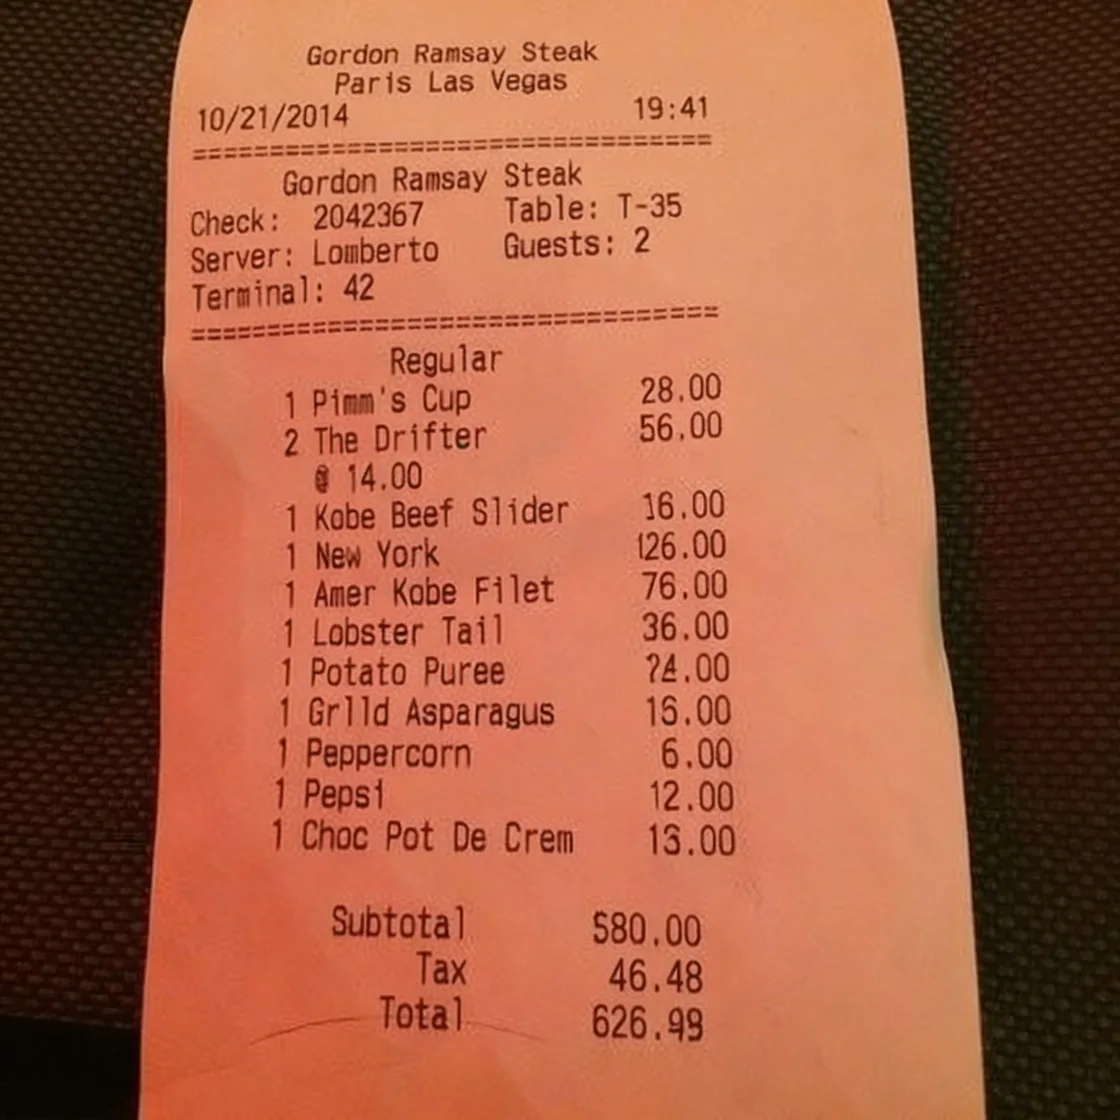 Gordon Ramsay Steak
Paris Las Vegas
10/21/2014 19:41
==================================
Gordon Ramsay Steak
Check: 2042367 Table: T-35
Server: Lomberto Guests: 2
Terminal: 42
==================================
Regular
1 Pimm's Cup 28.00
2 The Drifter 56.00
@ 14.00
1 Kobe Beef Slider 16.00
1 New York 126.00
1 Amer Kobe Filet 76.00
1 Lobster Tail 36.00
1 Potato Puree
1 Grlld Asparagus
1 Peppercorn 6.00
1 Pepsi 12.00
1 Choc Pot De Crem
Subtotal 580.00
Tax 46.48
Total